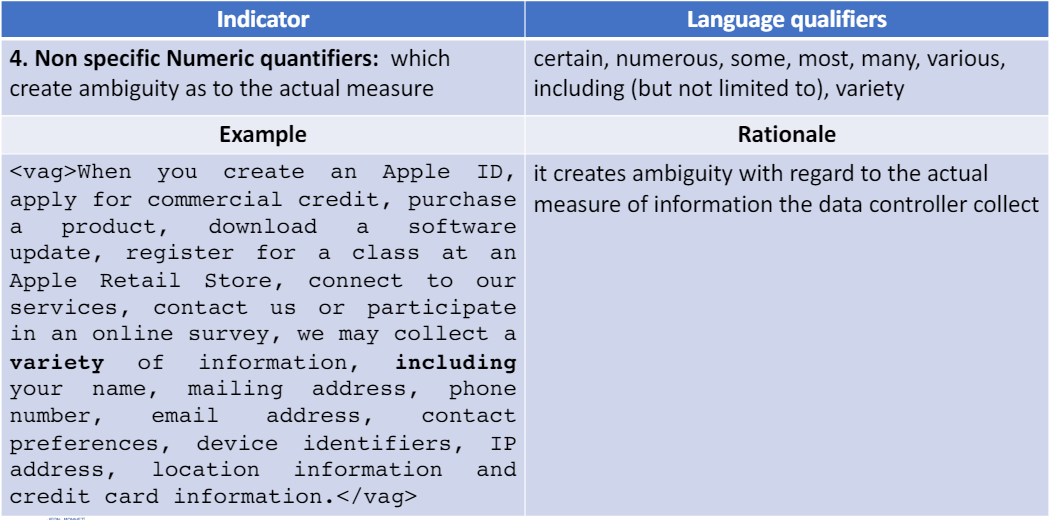 Indicator
Language qualifiers
4. Non specific Numeric quantifiers: which
create ambiguity as to the actual measure
certain, numerous, some, most, many, various,
including (but not limited to), variety
Example
Rationale
<vag>When you create an Apple ID,
apply for commercial credit, purchase
a product, download a software
update, register for a class at an
Apple Retail Store, connect to our
services, contact us or participate
in an online survey, we may collect a
variety of information, including
your name, mailing address, phone
number, email address, contact
preferences, device identifiers, IP
address, location information and
credit card information.</vag>
it creates ambiguity with regard to the actual
measure of information the data controller collect